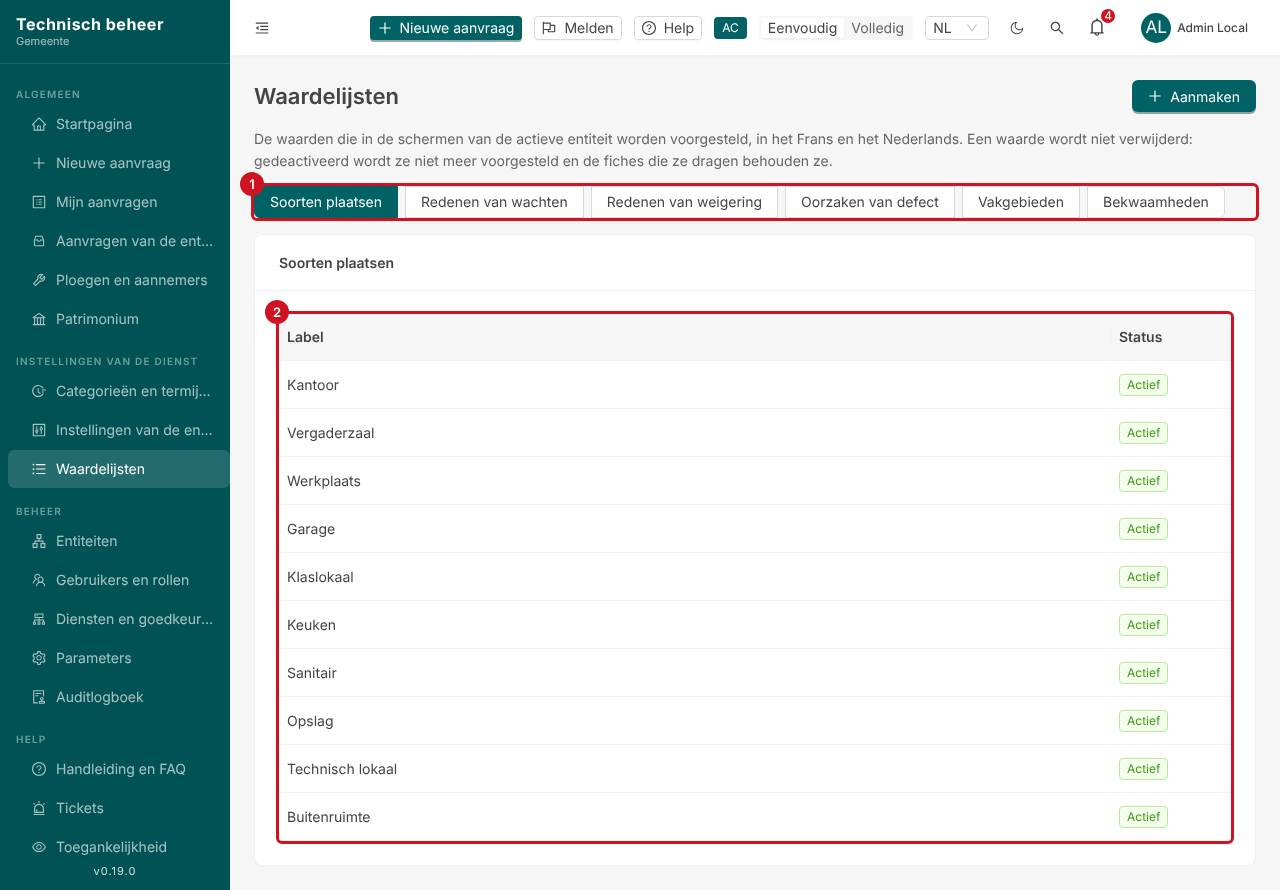 Technisch beheer
Gemeente
ALGEMEEN
Startpagina
Nieuwe aanvraag
Mijn aanvragen
Aanvragen van de ent...
Ploegen en aannemers
Patrimonium
INSTELLINGEN VAN DE DIENST
Categorieën en termij...
Instellingen van de en...
Waardelijsten
BEHEER
Entiteiten
Gebruikers en rollen
Diensten en goedkeur...
Parameters
Auditlogboek
HELP
Handleiding en FAQ
Tickets
Toegankelijkheid
v0.19.0
Nieuwe aanvraag
Melden
Help
AC
Eenvoudig
Volledig
NL
4
AL
Admin Local
Waardelijsten
Aanmaken
De waarden die in de schermen van de actieve entiteit worden voorgesteld, in het Frans en het Nederlands. Een waarde wordt niet verwijderd:
gedeactiveerd wordt ze niet meer voorgesteld en de fiches die ze dragen behouden ze.
1
Soorten plaatsen
Redenen van wachten
Redenen van weigering
Oorzaken van defect
Vakgebieden
Bekwaamheden
Soorten plaatsen
2
Label Status
Kantoor Actief
Vergaderzaal Actief
Werkplaats Actief
Garage Actief
Klaslokaal Actief
Keuken Actief
Sanitair Actief
Opslag Actief
Technisch lokaal Actief
Buitenruimte Actief